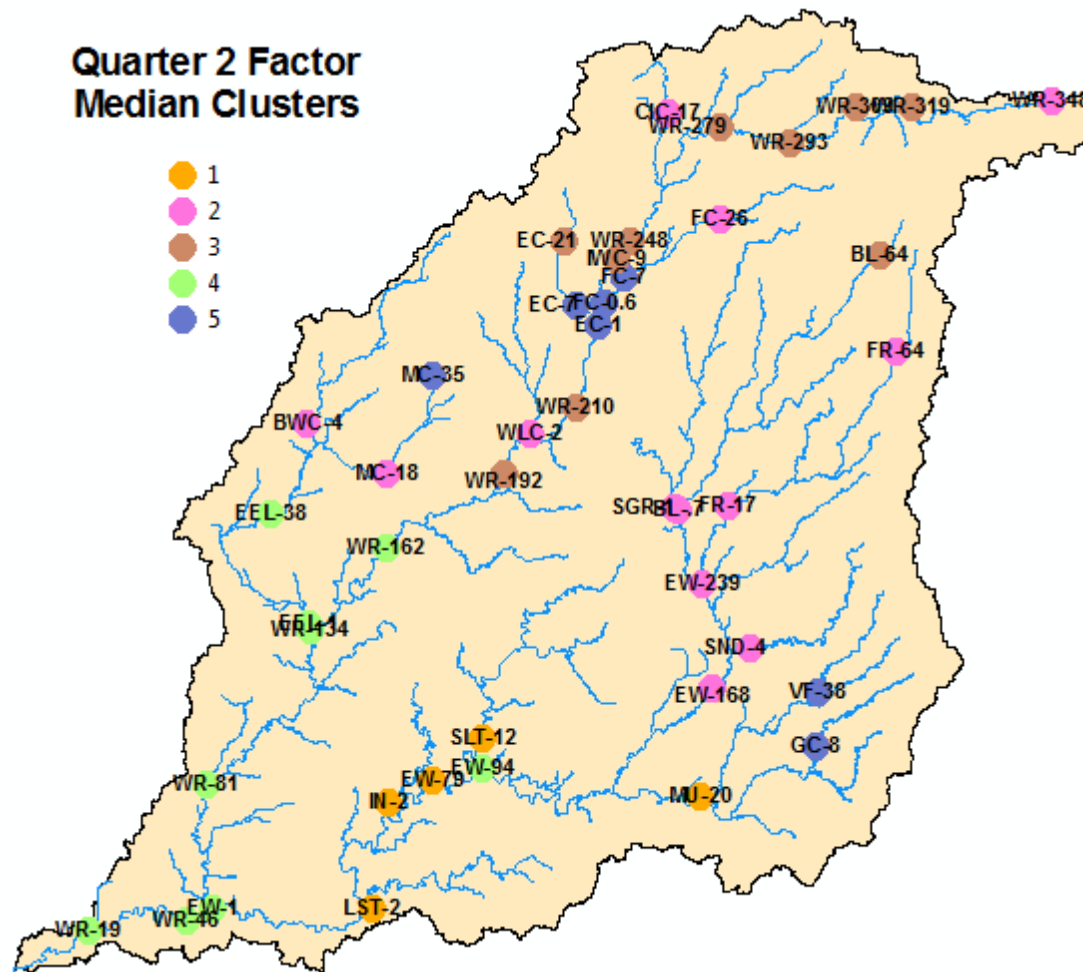 Quarter 2 Factor
Median Clusters
1
2
3
4
5
CIC-17
WR-279
WR-293
WR-319
WR-348
FC-26
EC-21
WR-248
IWC-9
FC-7
BL-64
EC-7
FC-0.6
EC-1
FR-64
MC-35
WR-210
BWC-4
WLC-2
MC-18
WR-192
EEL-38
FR-17
WR-162
EW-239
WR-134
SND-4
EW-168
VF-38
SLT-12
GC-8
EW-94
EW-79
WR-81
IN-2
MU-20
EW-1
LST-2
WR-46
WR-19